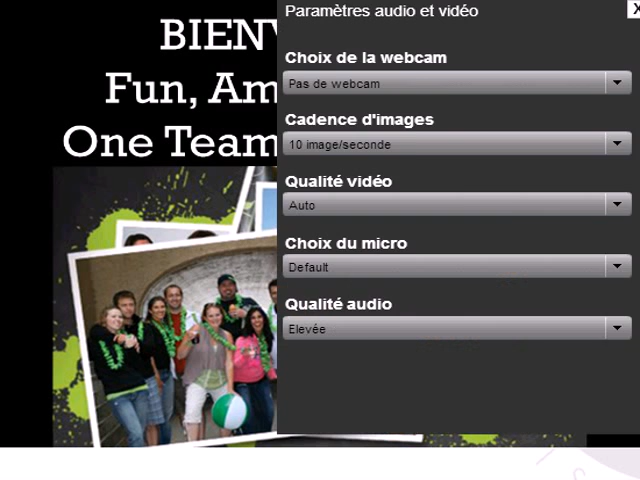 BIENV
Fun, Am
One Team
Paramètres audio et vidéo
X
Choix de la webcam
Pas de webcam
Cadence d'images
10 image/seconde
Qualité vidéo
Auto
Choix du micro
Default
Qualité audio
Elevée